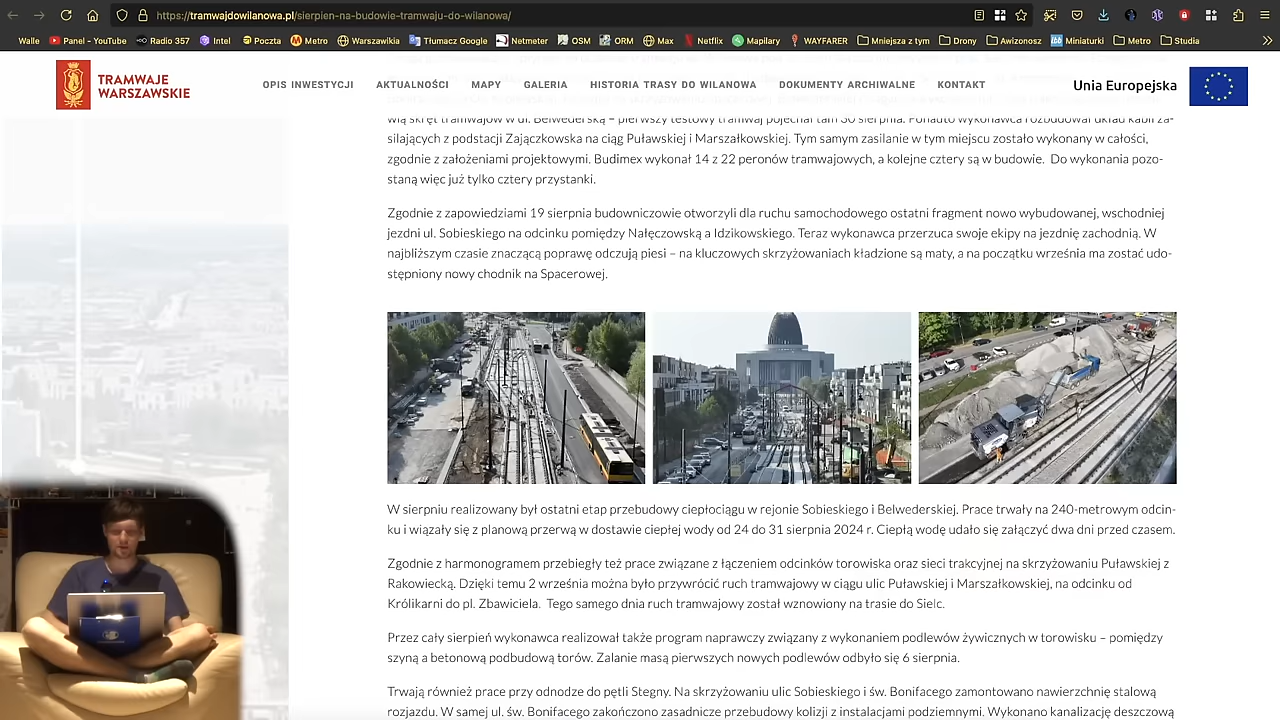 https://tramwajdowilanowa.pl/sierpien-na-budowie-tramwaju-do-wilanowa/
Walle Panel - YouTube Radio 357 Intel Poczta Metro Warszawikia Tłumacz Google Netmeter OSM ORM Max Netflix Mapilary WAYFARER Mniejsza z tym Drony Awizonosz Miniaturki Metro Studia
TRAMWAJE
WARSZAWSKIE
OPIS INWESTYCJI AKTUALNOŚCI MAPY GALERIA HISTORIA TRASY DO WILANOWA DOKUMENTY ARCHIWALNE KONTAKT
Unia Europejska
wią skręt tramwajów w ul. Belwederską – pierwszy testowy tramwaj pojechał tam 30 sierpnia. Ponadto wykonawca rozbudował układ kabli za-
silających z podstacji Zajączkowska na ciąg Puławskiej i Marszałkowskiej. Tym samym zasilanie w tym miejscu zostało wykonany w całości,
zgodnie z założeniami projektowymi. Budimex wykonał 14 z 22 peronów tramwajowych, a kolejne cztery są w budowie. Do wykonania pozo-
staną więc już tylko cztery przystanki.
Zgodnie z zapowiedziami 19 sierpnia budowniczowie otworzyli dla ruchu samochodowego ostatni fragment nowo wybudowanej, wschodniej
jezdni ul. Sobieskiego na odcinku pomiędzy Nałęczowską a Idzikowskiego. Teraz wykonawca przerzuca swoje ekipy na jezdnię zachodnią. W
najbliższym czasie znaczącą poprawę odczują piesi – na kluczowych skrzyżowaniach kładzione są maty, a na początku września ma zostać udo-
stępniony nowy chodnik na Spacerowej.
W sierpniu realizowany był ostatni etap przebudowy ciepłociągu w rejonie Sobieskiego i Belwederskiej. Prace trwały na 240-metrowym odcin-
ku i wiązały się z planową przerwą w dostawie ciepłej wody od 24 do 31 sierpnia 2024 r. Ciepłą wodę udało się załączyć dwa dni przed czasem.
Zgodnie z harmonogramem przebiegły też prace związane z łączeniem odcinków torowiska oraz sieci trakcyjnej na skrzyżowaniu Puławskiej z
Rakowiecką. Dzięki temu 2 września można było przywrócić ruch tramwajowy w ciągu ulic Puławskiej i Marszałkowskiej, na odcinku od
Królikarni do pl. Zbawiciela. Tego samego dnia ruch tramwajowy został wznowiony na trasie do Sielc.
Przez cały sierpień wykonawca realizował także program naprawczy związany z wykonaniem podlewów żywicznych w torowisku – pomiędzy
szyną a betonową podbudową torów. Zalanie masą pierwszych nowych podlewów odbyło się 6 sierpnia.
Trwają również prace przy odnodze do pętli Stegny. Na skrzyżowaniu ulic Sobieskiego i św. Bonifacego zamontowano nawierzchnię stalową
rozjazdu. W samej ul. św. Bonifacego zakończono zasadnicze przebudowy kolizji z instalacjami podziemnymi. Wykonano kanalizację deszczową